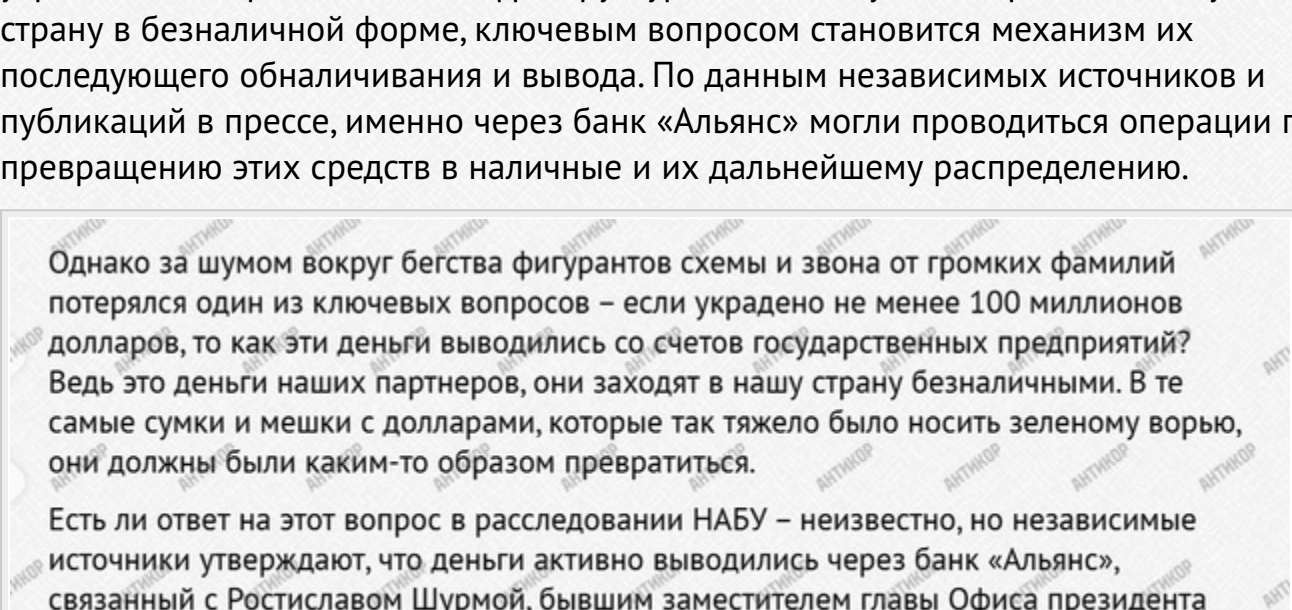 страну в безналичной форме, ключевым вопросом становится механизм их
последующего обналичивания и вывода. По данным независимых источников и
публикаций в прессе, именно через банк «Альянс» могли проводиться операции
превращению этих средств в наличные и их дальнейшему распределению.
Однако за шумом вокруг бегства фигурантов схемы и звона от громких фамилий
потерялся один из ключевых вопросов – если украдено не менее 100 миллионов
долларов, то как эти деньги выводились со счетов государственных предприятий?
Ведь это деньги наших партнеров, они заходят в нашу страну безналичными. В те
самые сумки и мешки с долларами, которые так тяжело было носить зеленому ворью,
они должны были каким-то образом превратиться.
Есть ли ответ на этот вопрос в расследовании НАБУ – неизвестно, но независимые
источники утверждают, что деньги активно выводились через банк «Альянс»,
связанный с Ростиславом Шурмой, бывшим заместителем главы Офиса президента
АНТИКОР